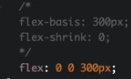 /*
flex-basis: 300px;
flex-shrink: 0;
*/
flex: 0 0 300px;